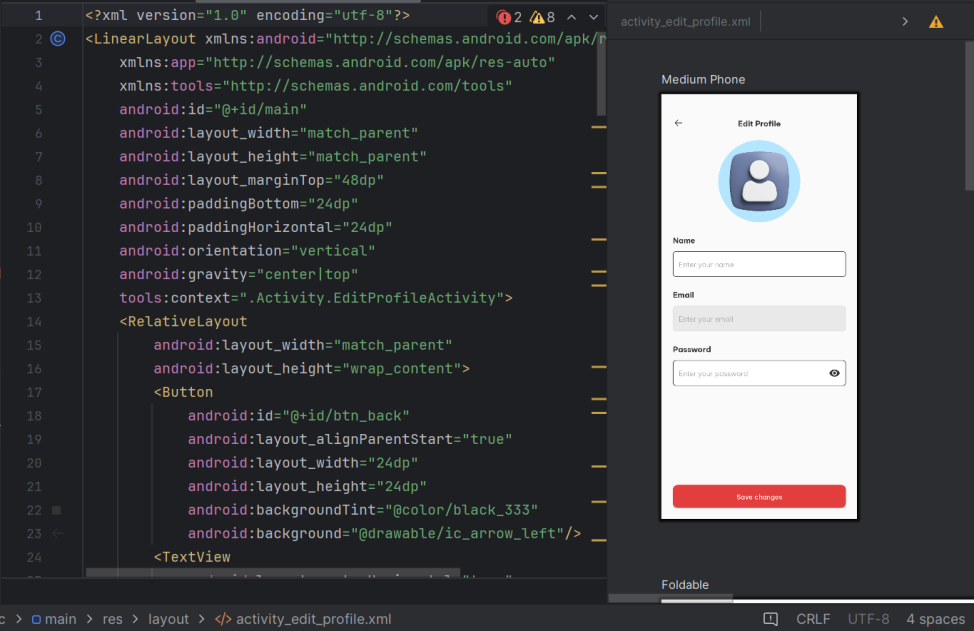 1 <?xml version="1.0" encoding="utf-8"?>
2 8
2 <LinearLayout xmlns:android="http://schemas.android.com/apk/r
3 xmlns:app="http://schemas.android.com/apk/res-auto"
4 xmlns:tools="http://schemas.android.com/tools"
5 android:id="@+id/main"
6 android:layout_width="match_parent"
7 android:layout_height="match_parent"
8 android:layout_marginTop="48dp"
9 android:paddingBottom="24dp"
10 android:paddingHorizontal="24dp"
11 android:orientation="vertical"
12 android:gravity="center|top"
13 tools:context=".Activity.EditProfileActivity">
14 <RelativeLayout
15 android:layout_width="match_parent"
16 android:layout_height="wrap_content">
17 <Button
18 android:id="@+id/btn_back"
19 android:layout_alignParentStart="true"
20 android:layout_width="24dp"
21 android:layout_height="24dp"
22 android:backgroundTint="@color/black_333"
23 android:background="@drawable/ic_arrow_left"/>
24 <TextView
activity_edit_profile.xml
Medium Phone
Edit Profile
Name
Enter your name
Email
Enter your email
Password
Enter your password
Save changes
Foldable
c > main > res > layout > </> activity_edit_profile.xml
CRLF UTF-8 4 spaces